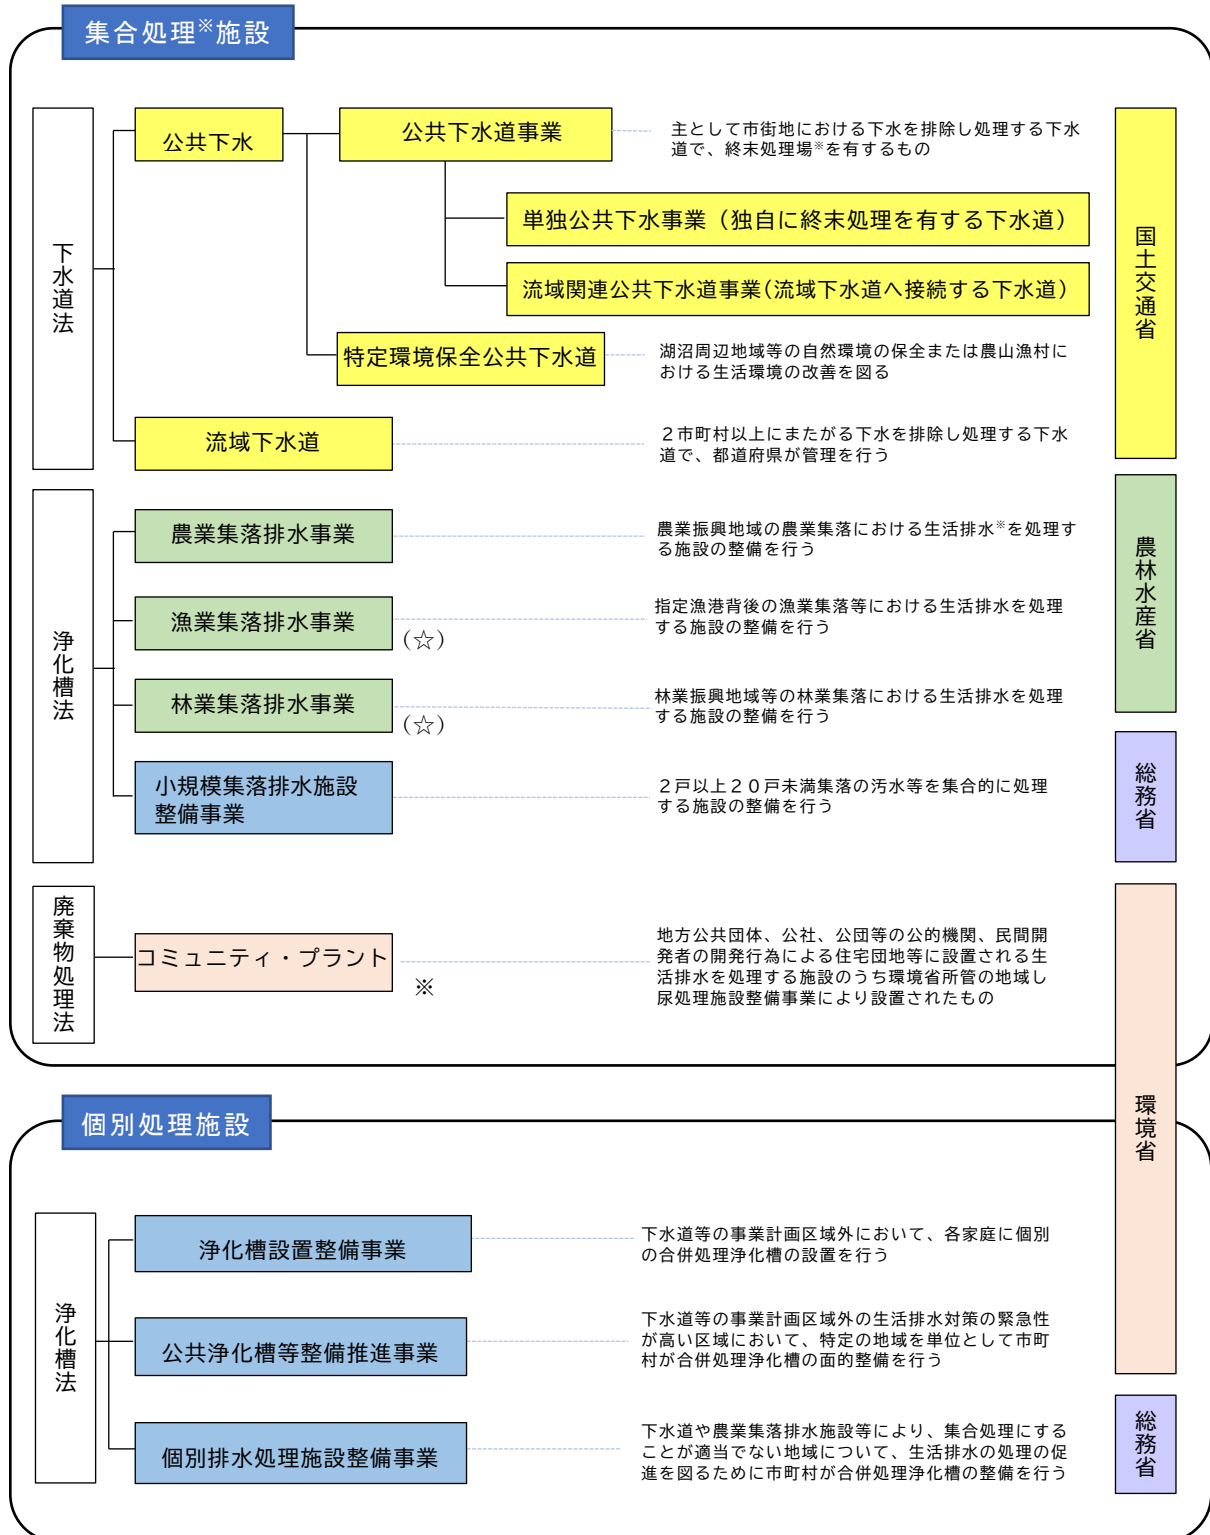 集合処理※施設
下水道法
公共下水
公共下水道事業
主として市街地における下水を排除し処理する下水
道で、終末処理場※を有するもの
単独公共下水事業（独自に終末処理を有する下水道）
流域関連公共下水道事業(流域下水道へ接続する下水道）
特定環境保全公共下水道
湖沼周辺地域等の自然環境の保全または農山漁村に
おける生活環境の改善を図る
流域下水道
２市町村以上にまたがる下水を排除し処理する下水
道で、都道府県が管理を行う
国土交通省
浄化槽法
農業集落排水事業
農業振興地域の農業集落における生活排水※を処理す
る施設の整備を行う
漁業集落排水事業
（☆）
指定漁港背後の漁業集落等における生活排水を処理
する施設の整備を行う
林業集落排水事業
（☆）
林業振興地域等の林業集落における生活排水を処理
する施設の整備を行う
農林水産省
小規模集落排水施設
整備事業
２戸以上２０戸未満集落の汚水等を集合的に処理
する施設の整備を行う
総務省
廃棄物処理法
コミュニティ・プラント
※
地方公共団体、公社、公団等の公的機関、民間開
発者の開発行為による住宅団地等に設置される生
活排水を処理する施設のうち環境省所管の地域し
尿処理施設整備事業により設置されたもの
環境省
個別処理施設
浄化槽法
浄化槽設置整備事業
下水道等の事業計画区域外において、各家庭に個別
の合併処理浄化槽の設置を行う
公共浄化槽等整備推進事業
下水道等の事業計画区域外の生活排水対策の緊急性
が高い区域において、特定の地域を単位として市町
村が合併処理浄化槽の面的整備を行う
個別排水処理施設整備事業
下水道や農業集落排水施設等により、集合処理にする
ことが適当でない地域について、生活排水の処理の促
進を図るために市町村が合併処理浄化槽の整備を行う
総務省